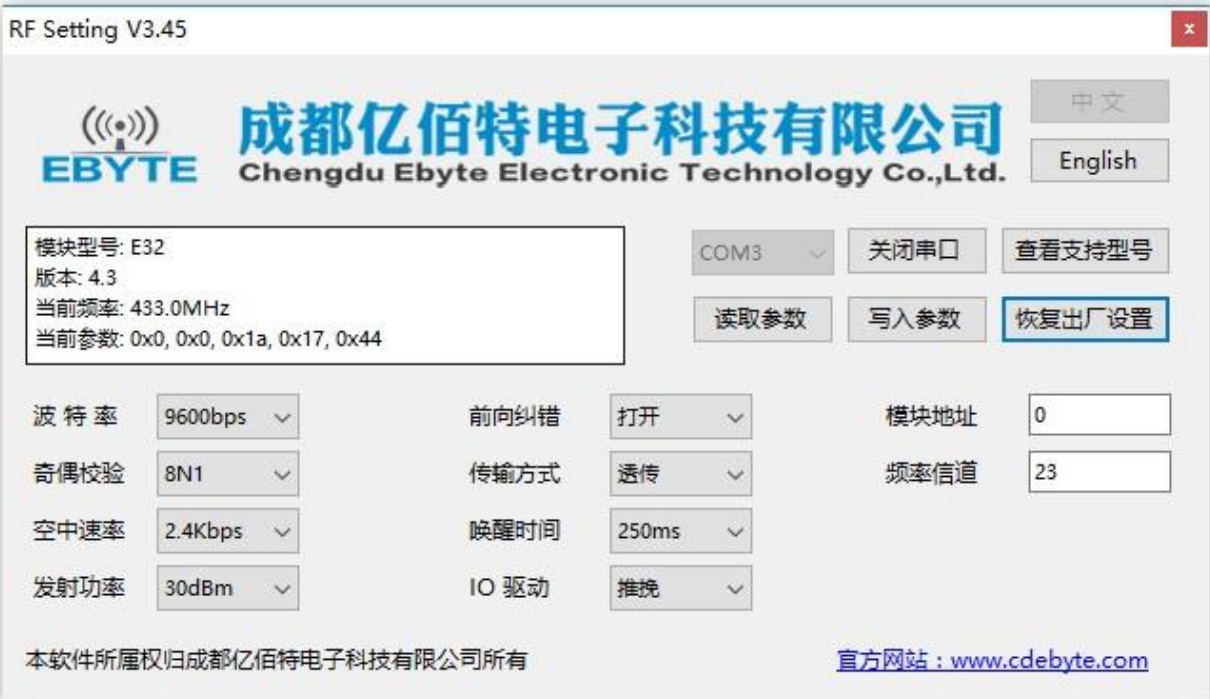 RF Setting V3.45
x
EBYTE
成都亿佰特电子科技有限公司
Chengdu Ebyte Electronic Technology Co.,Ltd.
中 文
English
模块型号: E32
版本: 4.3
当前频率: 433.0MHz
当前参数: 0x0, 0x0, 0x1a, 0x17, 0x44
COM3 关闭串口 查看支持型号
读取参数 写入参数 恢复出厂设置
波 特 率 9600bps 前向纠错 打开 模块地址 0
奇偶校验 8N1 传输方式 透传 频率信道 23
空中速率 2.4Kbps 唤醒时间 250ms
发射功率 30dBm IO 驱动 推挽
本软件所属权归成都亿佰特电子科技有限公司所有 官方网站：www.cdebyte.com